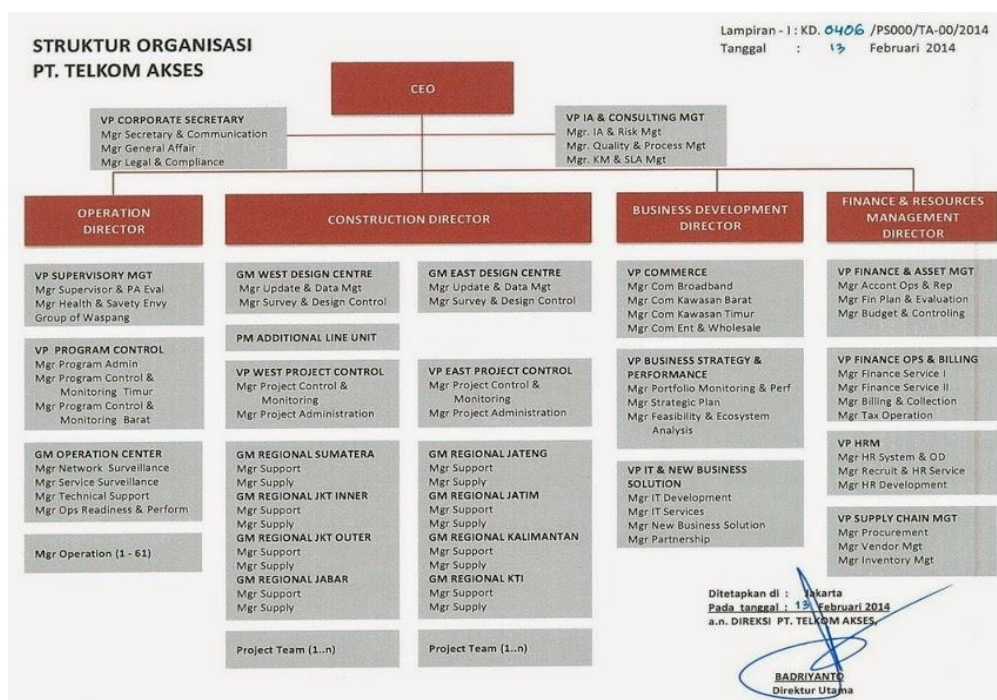 STRUKTUR ORGANISASI
PT. TELKOM AKSES
Lampiran - I : KD. 0406 /PS000/TA-00/2014
Tanggal : 13 Februari 2014
CEO
VP CORPORATE SECRETARY
Mgr Secretary & Communication
Mgr General Affair
Mgr Legal & Compliance
VP IA & CONSULTING MGT
Mgr. IA & Risk Mgt
Mgr. Quality & Process Mgt
Mgr. KM & SLA Mgt
OPERATION
DIRECTOR
CONSTRUCTION DIRECTOR
BUSINESS DEVELOPMENT
DIRECTOR
FINANCE & RESOURCES
MANAGEMENT
DIRECTOR
VP SUPERVISORY MGT
Mgr Supervisor & PA Eval
Mgr Health & Savety Envy
Group of Waspang
VP PROGRAM CONTROL
Mgr Program Admin
Mgr Program Control &
Monitoring Timur
Mgr Program Control &
Monitoring Barat
GM OPERATION CENTER
Mgr Network Surveillance
Mgr Service Surveillance
Mgr Technical Support
Mgr Ops Readiness & Perform
Mgr Operation (1 - 61)
GM WEST DESIGN CENTRE
Mgr Update & Data Mgt
Mgr Survey & Design Control
PM ADDITIONAL LINE UNIT
VP WEST PROJECT CONTROL
Mgr Project Control &
Monitoring
Mgr Project Administration
GM REGIONAL SUMATERA
Mgr Support
Mgr Supply
GM REGIONAL JKT INNER
Mgr Support
Mgr Supply
GM REGIONAL JKT OUTER
Mgr Support
Mgr Supply
GM REGIONAL JABAR
Mgr Support
Mgr Supply
Project Team (1..n)
GM EAST DESIGN CENTRE
Mgr Update & Data Mgt
Mgr Survey & Design Control
VP EAST PROJECT CONTROL
Mgr Project Control &
Monitoring
Mgr Project Administration
GM REGIONAL JATENG
Mgr Support
Mgr Supply
GM REGIONAL JATIM
Mgr Support
Mgr Supply
GM REGIONAL KALIMANTAN
Mgr Support
Mgr Supply
GM REGIONAL KTI
Mgr Support
Mgr Supply
Project Team (1..n)
VP COMMERCE
Mgr Com Broadband
Mgr Com Kawasan Barat
Mgr Com Kawasan Timur
Mgr Com Ent & Wholesale
VP BUSINESS STRATEGY &
PERFORMANCE
Mgr Portfolio Monitoring & Perf
Mgr Strategic Plan
Mgr Feasibility & Ecosystem
Analysis
VP IT & NEW BUSINESS
SOLUTION
Mgr IT Development
Mgr IT Services
Mgr New Business Solution
Mgr Partnership
VP FINANCE & ASSET MGT
Mgr Accont Ops & Rep
Mgr Fin Plan & Evaluation
Mgr Budget & Controling
VP FINANCE OPS & BILLING
Mgr Finance Service I
Mgr Finance Service II
Mgr Billing & Collection
Mgr Tax Operation
VP HRM
Mgr HR System & OD
Mgr Recruit & HR Service
Mgr HR Development
VP SUPPLY CHAIN MGT
Mgr Procurement
Mgr Vendor Mgt
Mgr Inventory Mgt
Ditetapkan di : Jakarta
Pada tanggal : 13 Februari 2014
a.n. DIREKSI PT. TELKOM AKSES,
BADRIYANTO
Direktur Utama